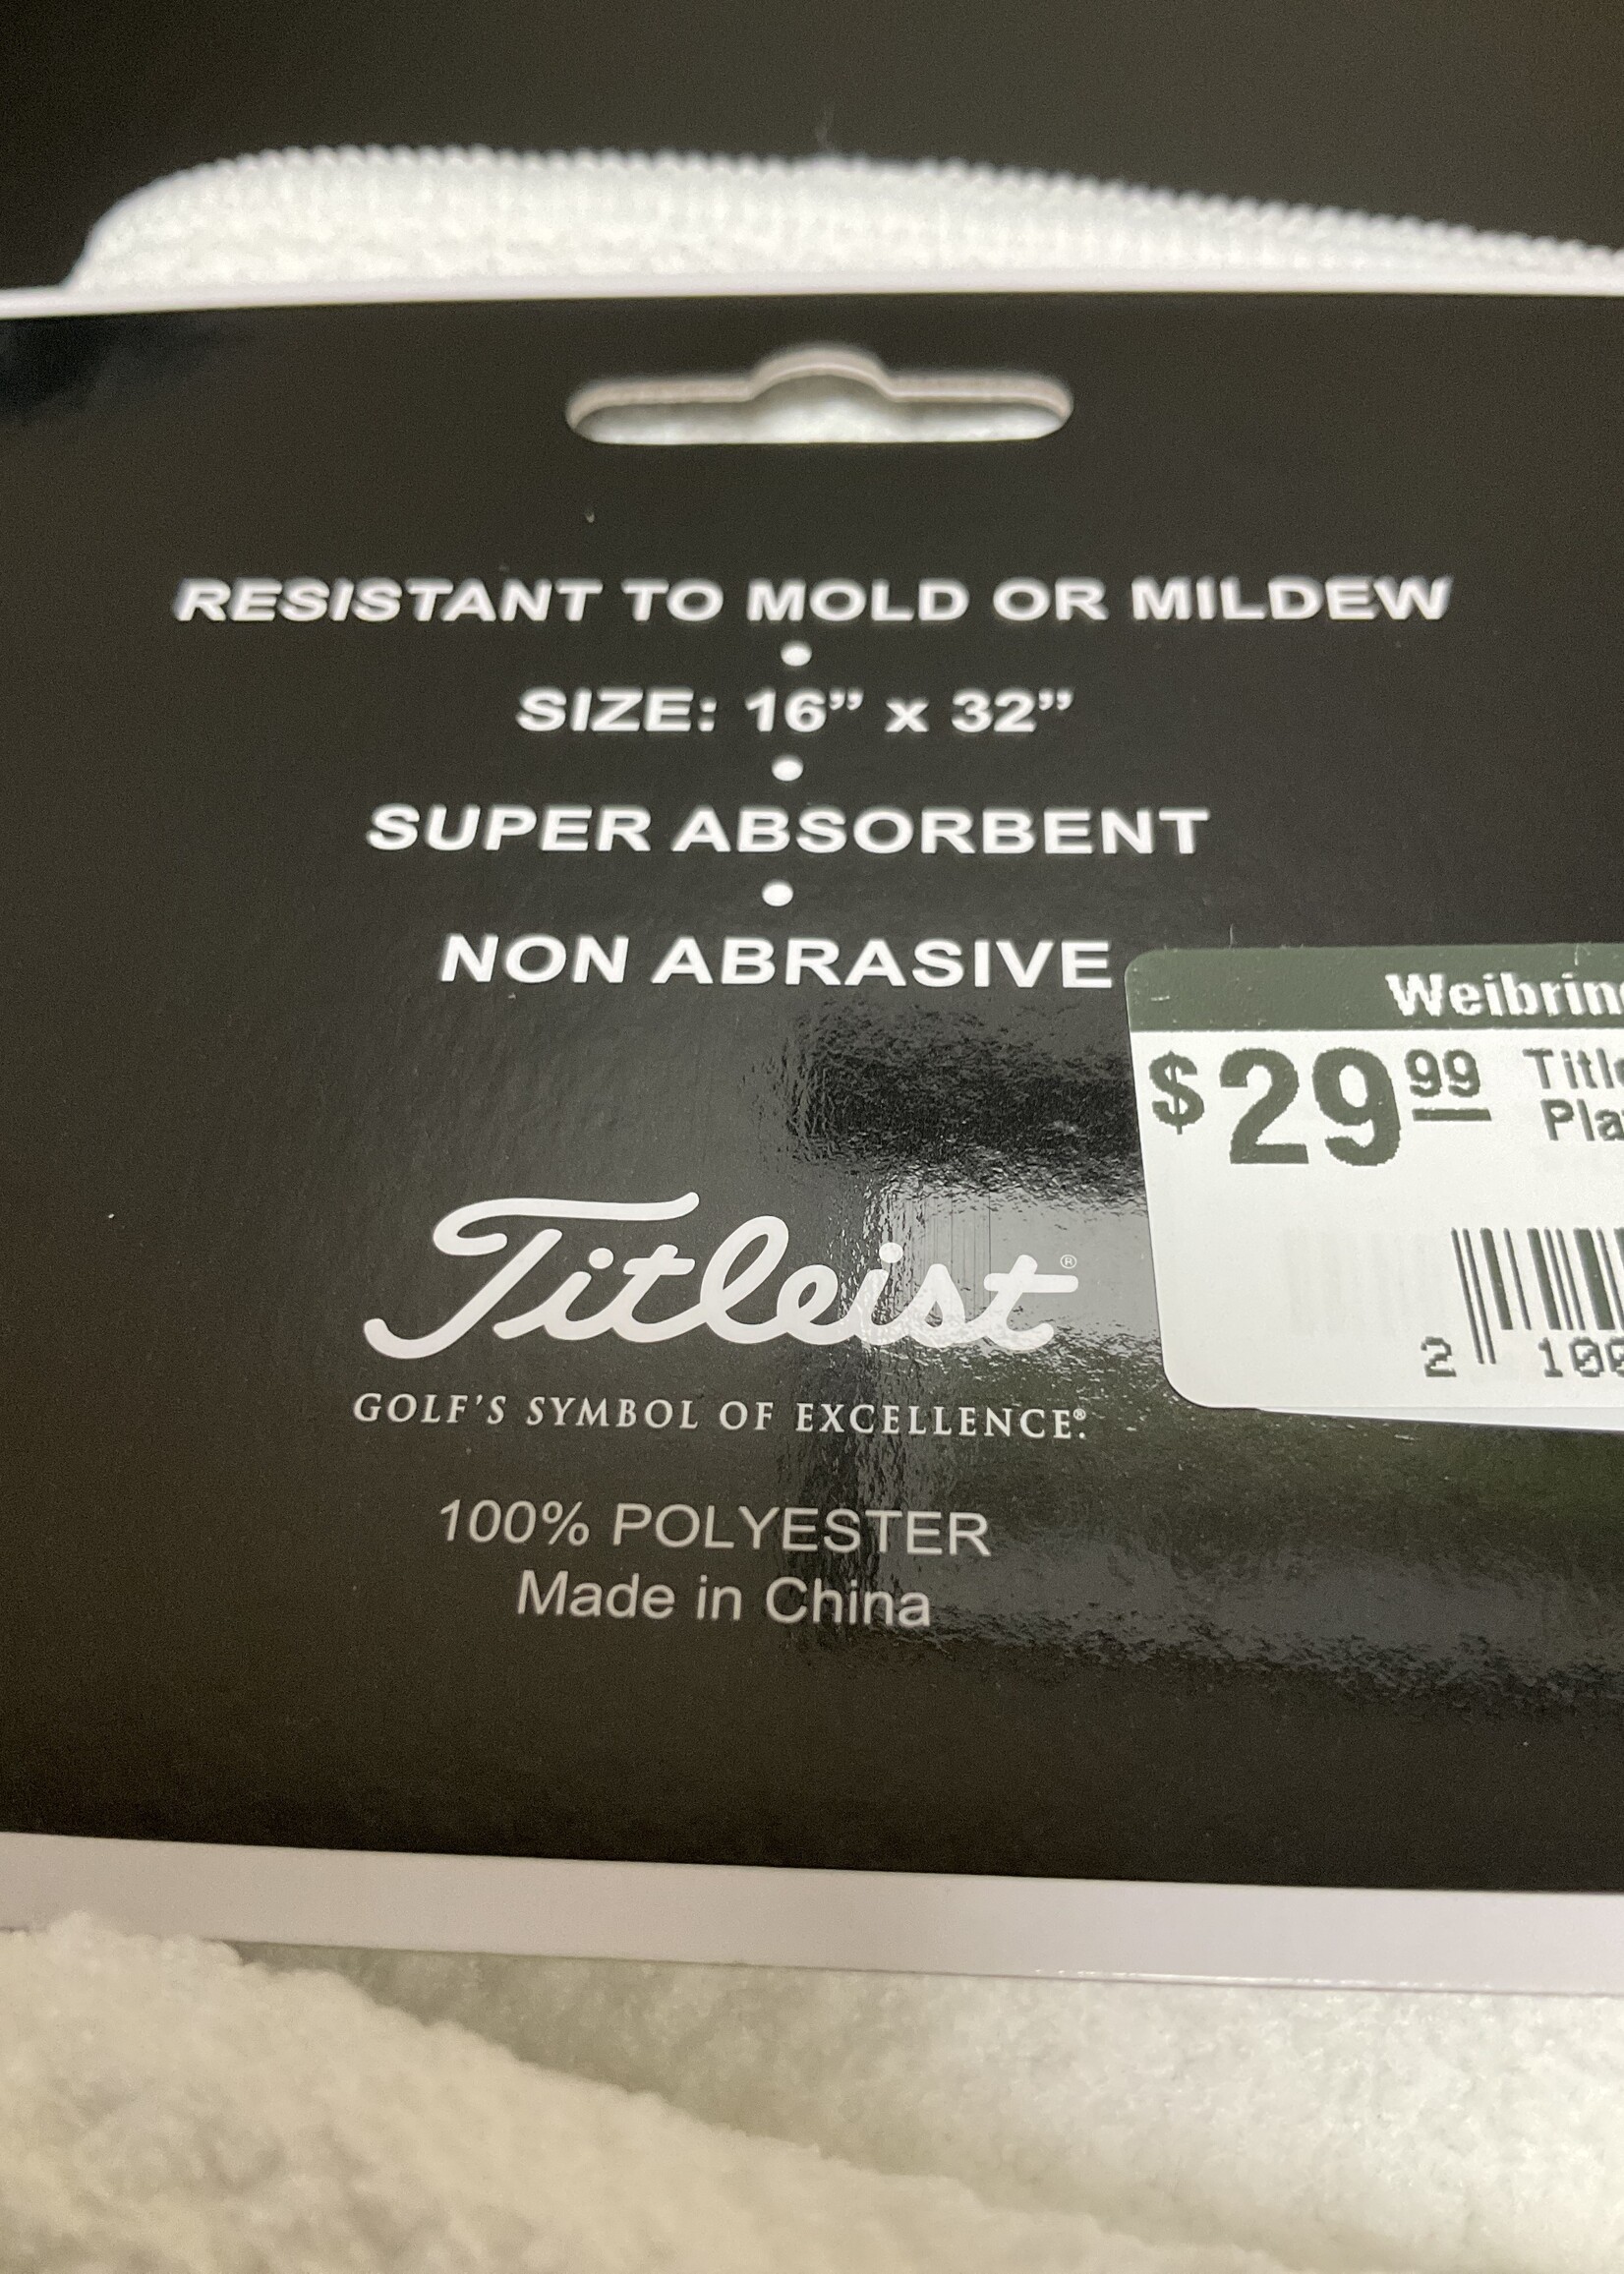 RESISTANT TO MOLD OR MILDEW
•
SIZE: 16” x 32”
•
SUPER ABSORBENT
•
NON ABRASIVE
$29 99
Titleist®
GOLF’S SYMBOL OF EXCELLENCE®.
100% POLYESTER
Made in China